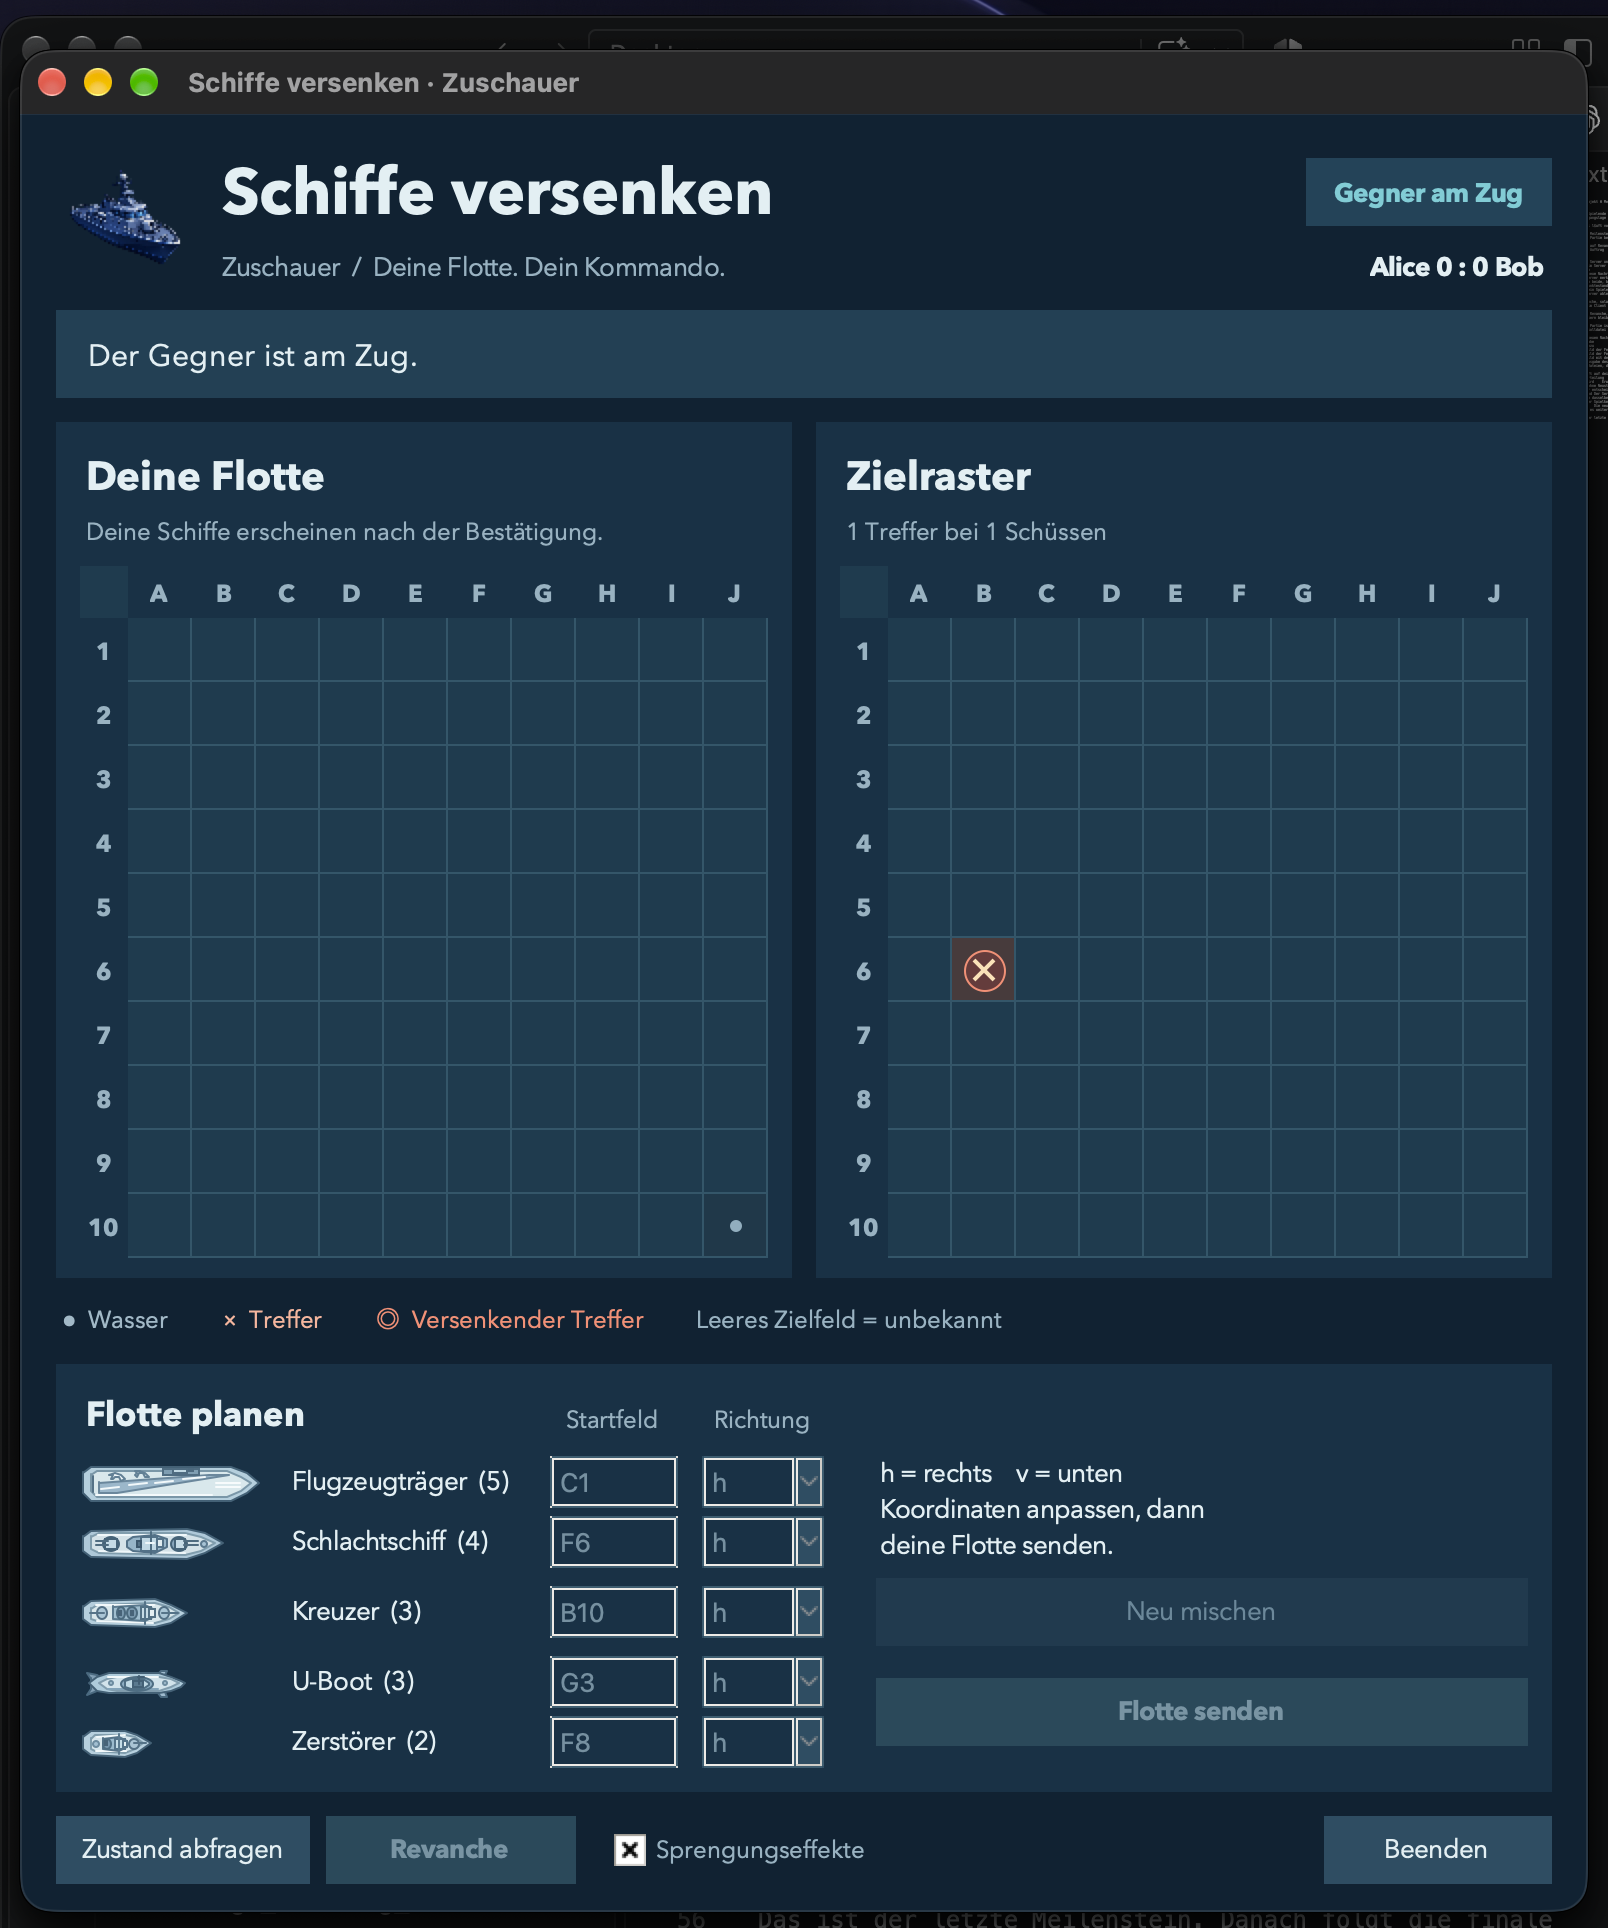 Schiffe versenken · Zuschauer
Schiffe versenken
Gegner am Zug
Zuschauer / Deine Flotte. Dein Kommando.
Alice 0 : 0 Bob
Der Gegner ist am Zug.
Deine Flotte
Deine Schiffe erscheinen nach der Bestätigung.
A B C D E F G H I J
1
2
3
4
5
6
7
8
9
10
Zielraster
1 Treffer bei 1 Schüssen
A B C D E F G H I J
1
2
3
4
5
6
7
8
9
10
Wasser
Treffer
Versenkender Treffer
Leeres Zielfeld = unbekannt
Flotte planen
Startfeld Richtung
Flugzeugträger (5) C1 h
Schlachtschiff (4) F6 h
Kreuzer (3) B10 h
U-Boot (3) G3 h
Zerstörer (2) F8 h
h = rechts v = unten
Koordinaten anpassen, dann
deine Flotte senden.
Neu mischen
Flotte senden
Zustand abfragen
Revanche
Sprengungseffekte
Beenden
56 Das ist der letzte Meilenstein. Danach folgt die finale